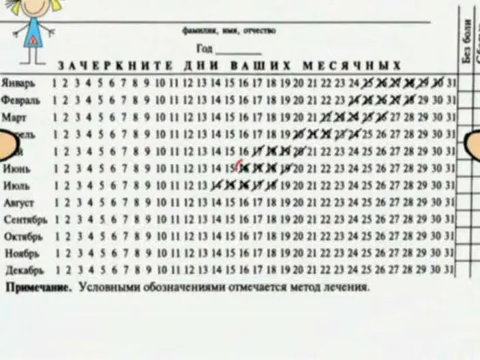 фамилия, имя, отчество
Год
ЗАЧЕРКНИТЕ ДНИ ВАШИХ МЕСЯЧНЫХ
Без боли
Январь 1 2 3 4 5 6 7 8 9 10 11 12 13 14 15 16 17 18 19 20 21 22 23 24 25 26 27 28 29 30 31
Февраль 1 2 3 4 5 6 7 8 9 10 11 12 13 14 15 16 17 18 19 20 21 22 23 24 25 26 27 28 29 30 31
Март 1 2 3 4 5 6 7 8 9 10 11 12 13 14 15 16 17 18 19 20 21 22 23 24 25 26 27 28 29 30 31
рель 1 2 3 4 5 6 7 8 9 10 11 12 13 14 15 16 17 18 19 20 21 22 23 24 25 26 27 28 29 30 31
й 1 2 3 4 5 6 7 8 9 10 11 12 13 14 15 16 17 18 19 20 21 22 23 24 25 26 27 28 29 30 31
Июнь 1 2 3 4 5 6 7 8 9 10 11 12 13 14 15 16 17 18 19 20 21 22 23 24 25 26 27 28 29 30 31
Июль 1 2 3 4 5 6 7 8 9 10 11 12 13 14 15 16 17 18 19 20 21 22 23 24 25 26 27 28 29 30 31
Август 1 2 3 4 5 6 7 8 9 10 11 12 13 14 15 16 17 18 19 20 21 22 23 24 25 26 27 28 29 30 31
Сентябрь 1 2 3 4 5 6 7 8 9 10 11 12 13 14 15 16 17 18 19 20 21 22 23 24 25 26 27 28 29 30 31
Октябрь 1 2 3 4 5 6 7 8 9 10 11 12 13 14 15 16 17 18 19 20 21 22 23 24 25 26 27 28 29 30 31
Ноябрь 1 2 3 4 5 6 7 8 9 10 11 12 13 14 15 16 17 18 19 20 21 22 23 24 25 26 27 28 29 30 31
Декабрь 1 2 3 4 5 6 7 8 9 10 11 12 13 14 15 16 17 18 19 20 21 22 23 24 25 26 27 28 29 30 31
Примечание. Условными обозначениями отмечается метод лечения.